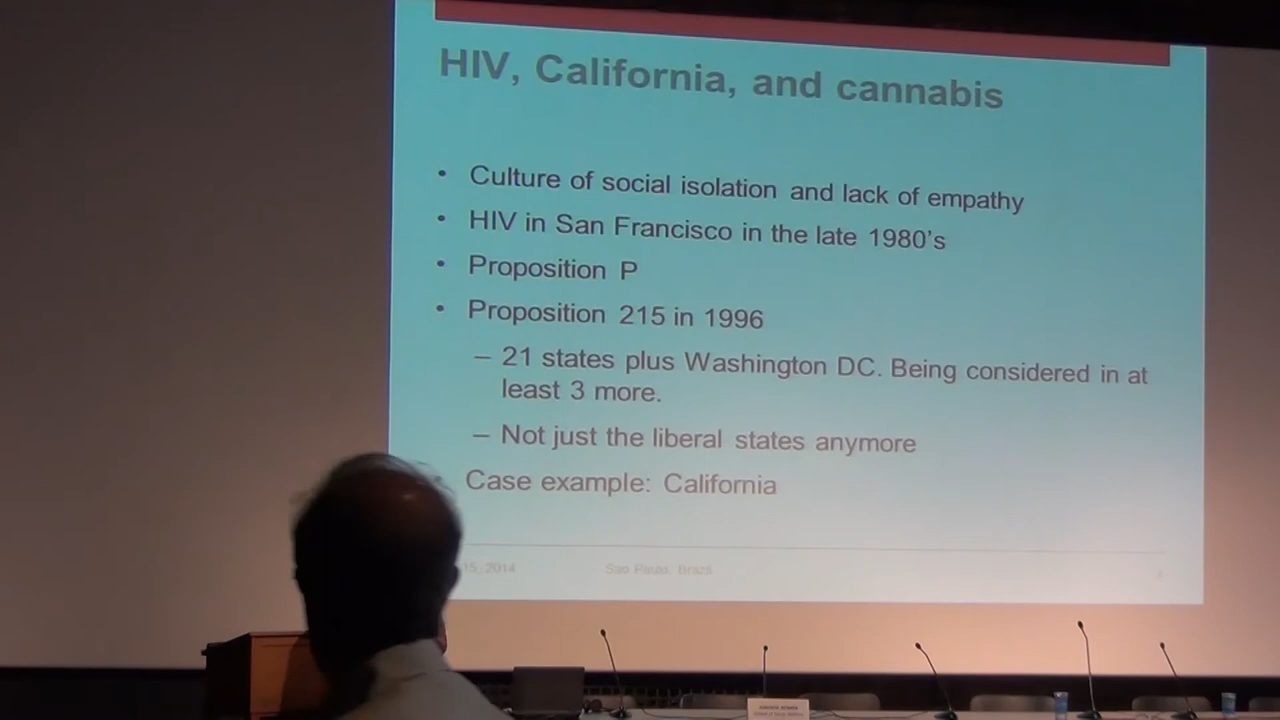 HIV, California, and cannabis
• Culture of social isolation and lack of empathy
• HIV in San Francisco in the late 1980's
• Proposition P
• Proposition 215 in 1996
– 21 states plus Washington DC. Being considered in at
least 3 more.
– Not just the liberal states anymore
Case example: California
15, 2014 Sao Paulo, Brazil